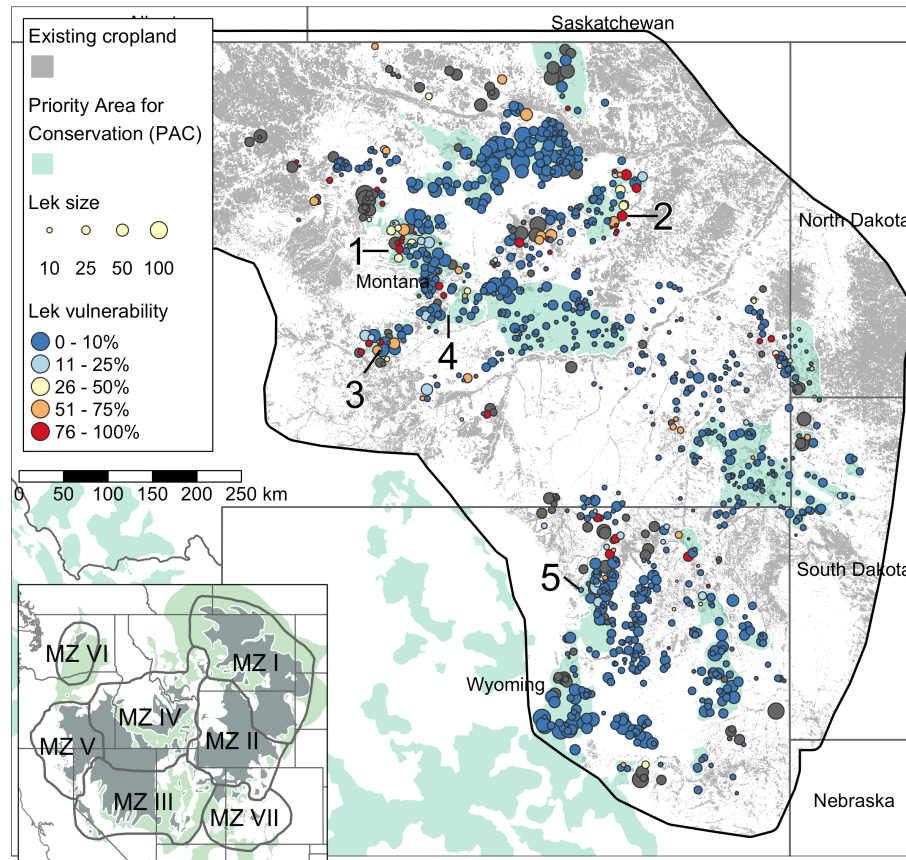 Saskatchewan
Existing cropland
Priority Area for
Conservation (PAC)
Lek size
10 25 50 100
Lek vulnerability
0 - 10%
11 - 25%
26 - 50%
51 - 75%
76 - 100%
0 50 100 150 200 250 km
2
North Dakota
1
Montana
4
3
5
South Dakota
Wyoming
Nebraska
MZ VI
MZ I
MZ IV
MZ V
MZ II
MZ III
MZ VII